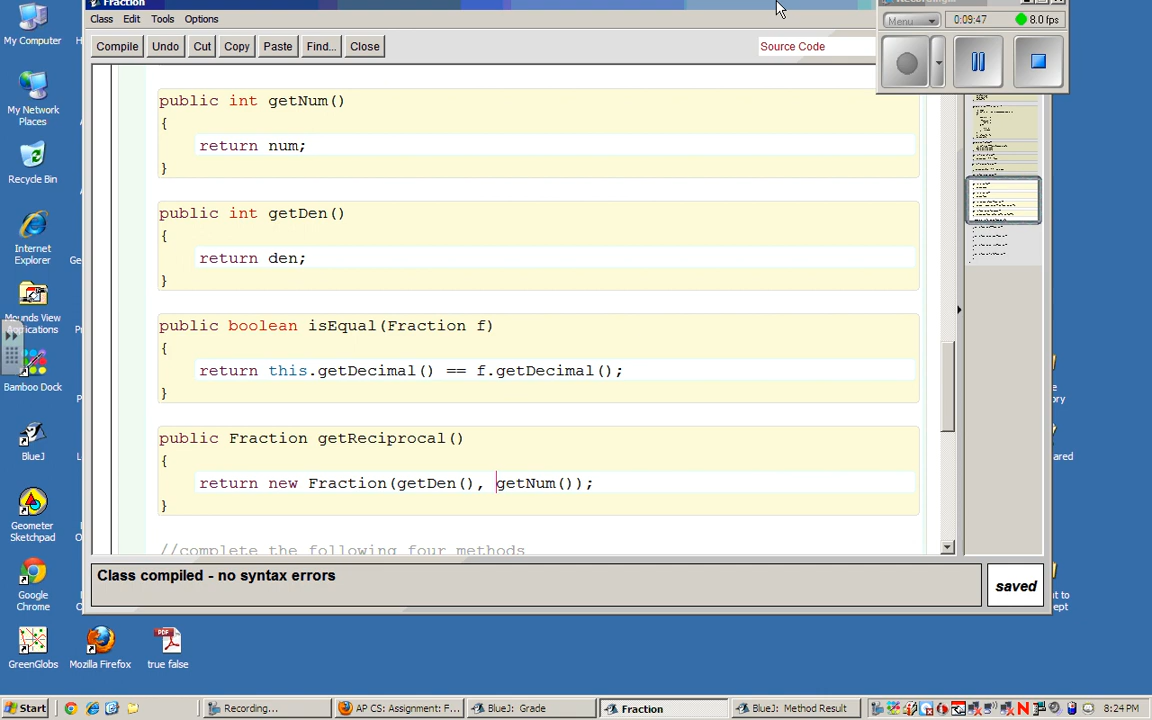 Fraction
Class Edit Tools Options
Compile Undo Cut Copy Paste Find... Close
Source Code
Menu
0:09:47
8.0 fps
public int getNum()
{
return num;
}
public int getDen()
{
return den;
}
public boolean isEqual(Fraction f)
{
return this.getDecimal() == f.getDecimal();
}
public Fraction getReciprocal()
{
return new Fraction(getDen(), getNum());
}
//complete the following four methods
Class compiled - no syntax errors
saved
My Computer
My Network
Places
Recycle Bin
Internet
Explorer
Mounds View
Applications
Bamboo Dock
BlueJ
Geometer
Sketchpad
Google
Chrome
GreenGlobs
Mozilla Firefox
true false
Start
Recording...
AP CS: Assignment: F...
BlueJ: Grade
Fraction
BlueJ: Method Result
8:24 PM